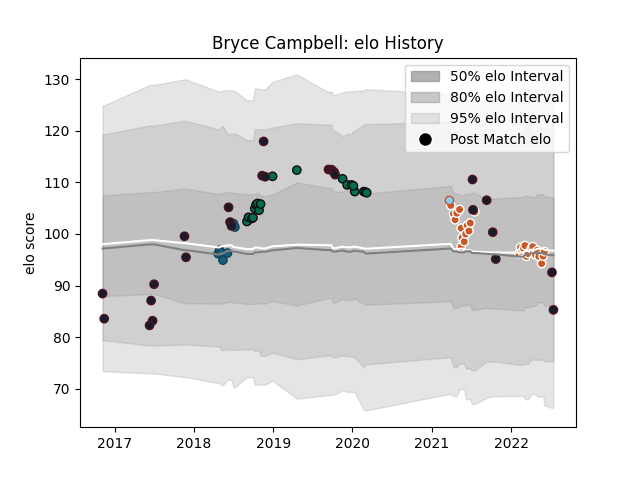 Bryce Campbell: elo History
50% elo Interval
80% elo Interval
95% elo Interval
Post Match elo
elo score
130
120
110
100
90
80
70
2017 2018 2019 2020 2021 2022